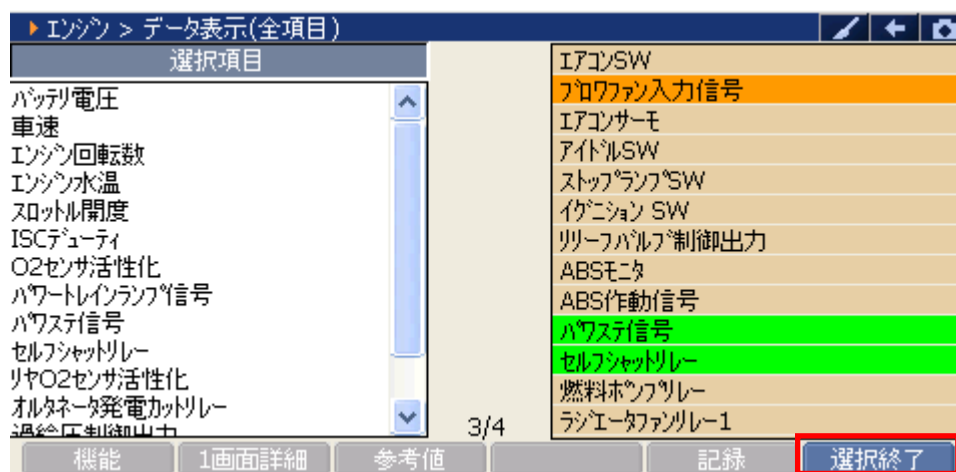 エンジン > データ表示(全項目)
選択項目
バッテリ電圧
車速
エンジン回転数
エンジン水温
スロットル開度
ISCデューティ
O2センサ活性化
パワートレインランプ信号
パワステ信号
セルフシャットリレー
リヤO2センサ活性化
オルタネータ発電カットリレー
過給圧制御出力
エアコンSW
ブロワファン入力信号
エアコンサーモ
アイドルSW
ストップランプSW
イグニション SW
リリーフバルブ制御出力
ABSモニタ
ABS作動信号
パワステ信号
セルフシャットリレー
燃料ポンプリレー
ラジエータファンリレー1
3/4
機能
1画面詳細
参考値
記録
選択終了